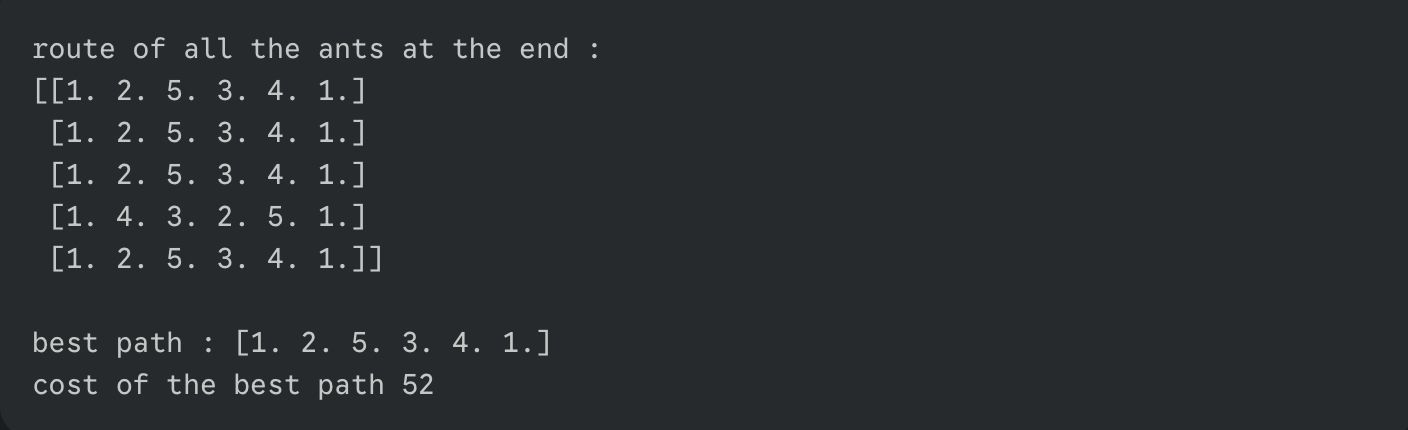 route of all the ants at the end :
[[1. 2. 5. 3. 4. 1.]
 [1. 2. 5. 3. 4. 1.]
 [1. 2. 5. 3. 4. 1.]
 [1. 4. 3. 2. 5. 1.]
 [1. 2. 5. 3. 4. 1.]]
best path : [1. 2. 5. 3. 4. 1.]
cost of the best path 52